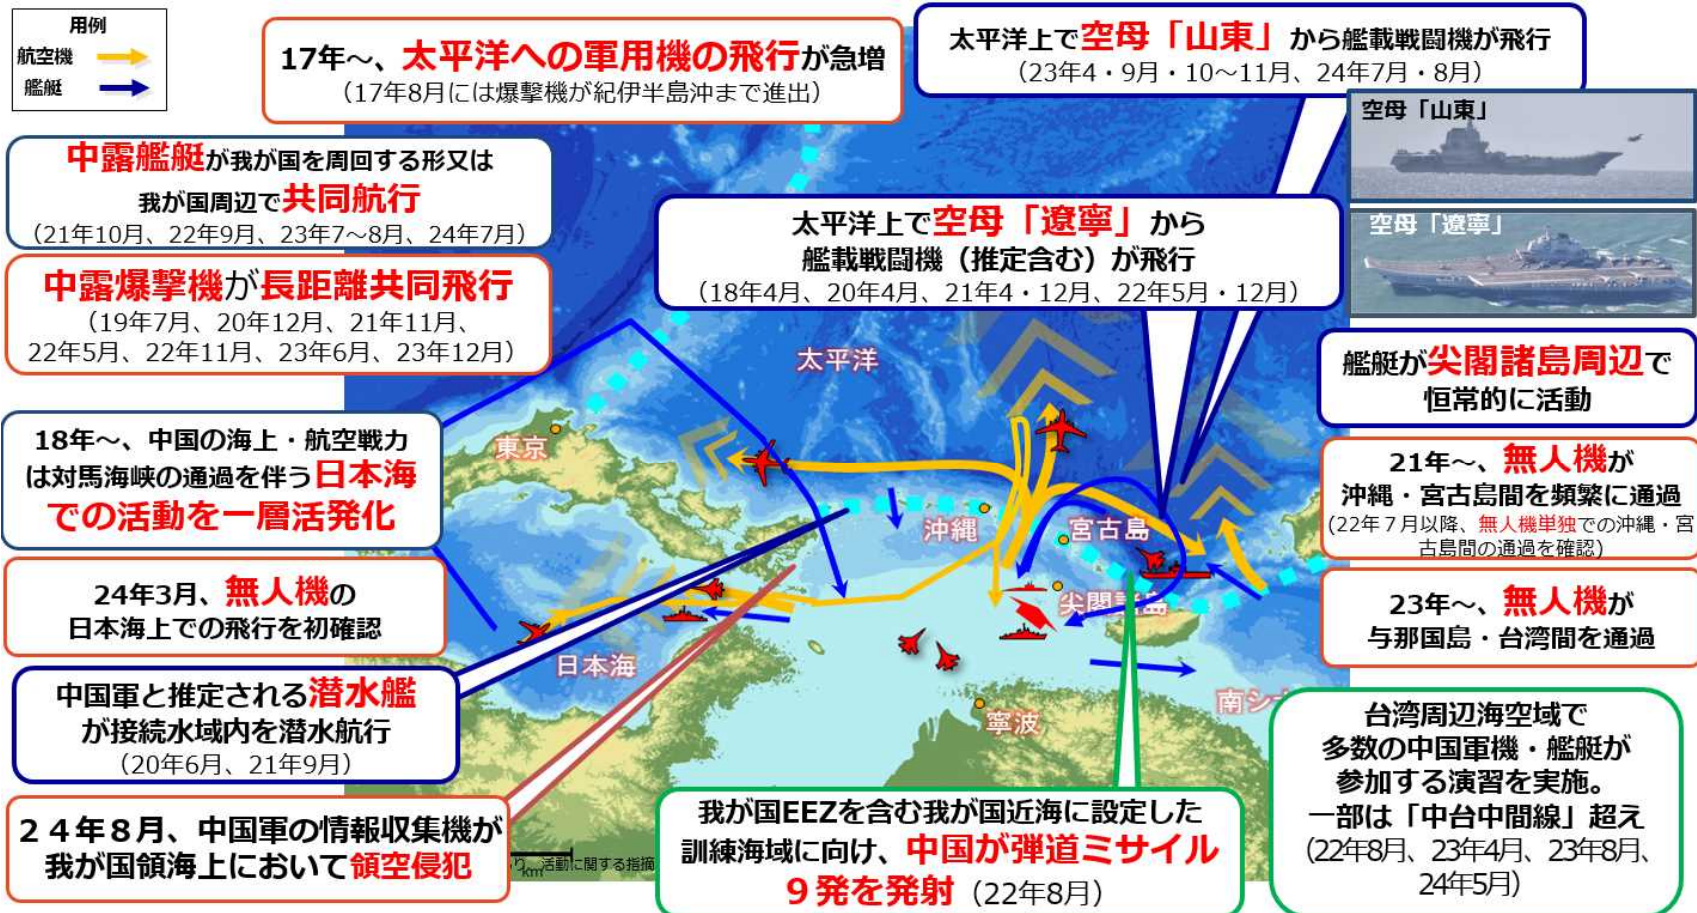 用例
航空機
艦艇
17年～、太平洋への軍用機の飛行が急増
（17年8月には爆撃機が紀伊半島沖まで進出）
太平洋上で空母「山東」から艦載戦闘機が飛行
（23年4・9月・10～11月、24年7月・8月）
空母「山東」
空母「遼寧」
中露艦艇が我が国を周回する形又は
我が国周辺で共同航行
（21年10月、22年9月、23年7～8月、24年7月）
太平洋上で空母「遼寧」から
艦載戦闘機（推定含む）が飛行
（18年4月、20年4月、21年4・12月、22年5月・12月）
中露爆撃機が長距離共同飛行
（19年7月、20年12月、21年11月、
22年5月、22年11月、23年6月、23年12月）
艦艇が尖閣諸島周辺で
恒常的に活動
18年～、中国の海上・航空戦力
は対馬海峡の通過を伴う日本海
での活動を一層活発化
21年～、無人機が
沖縄・宮古島間を頻繁に通過
(22年７月以降、無人機単独での沖縄・宮
古島間の通過を確認)
24年3月、無人機の
日本海上での飛行を初確認
23年～、無人機が
与那国島・台湾間を通過
中国軍と推定される潜水艦
が接続水域内を潜水航行
（20年6月、21年9月）
台湾周辺海空域で
多数の中国軍機・艦艇が
参加する演習を実施。
一部は「中台中間線」超え
（22年8月、23年4月、23年8月、
24年5月）
２４年８月、中国軍の情報収集機が
我が国領海上において領空侵犯
我が国EEZを含む我が国近海に設定した
訓練海域に向け、中国が弾道ミサイル
９発を発射（22年8月）
太平洋
東京
沖縄
宮古島
尖閣諸島
日本海
寧波
南シ
り、活動に関する指摘
km